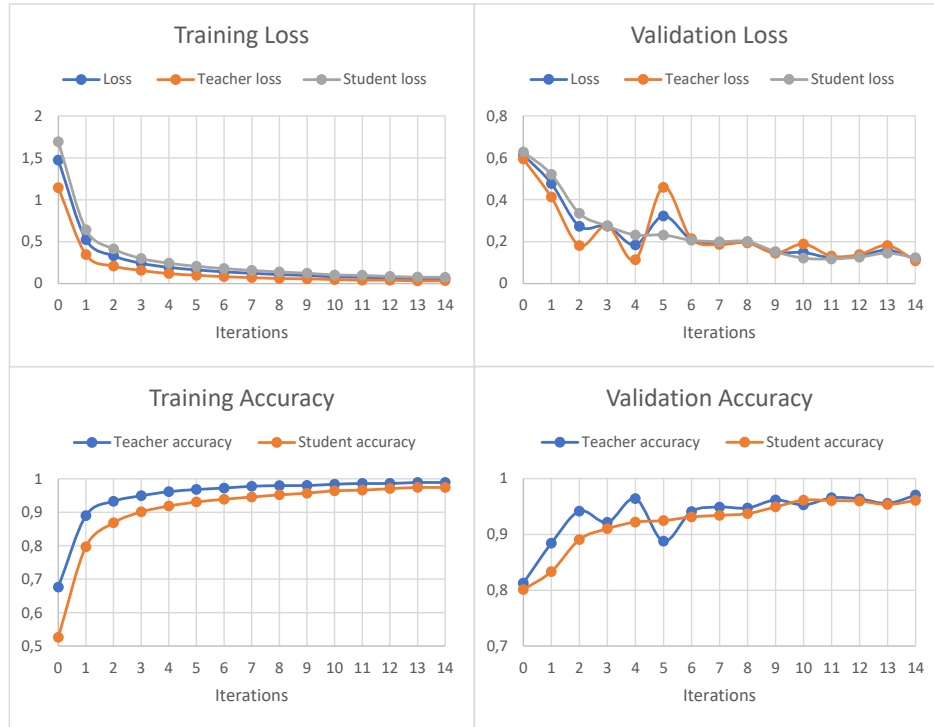 Training Loss
Loss Teacher loss Student loss
2
1,5
1
0,5
0
0 1 2 3 4 5 6 7 8 9 10 11 12 13 14
Iterations
Validation Loss
Loss Teacher loss Student loss
0,8
0,6
0,4
0,2
0
0 1 2 3 4 5 6 7 8 9 10 11 12 13 14
Iterations
Training Accuracy
Teacher accuracy Student accuracy
1
0,9
0,8
0,7
0,6
0,5
0 1 2 3 4 5 6 7 8 9 10 11 12 13 14
Iterations
Validation Accuracy
Teacher accuracy Student accuracy
1
0,9
0,8
0,7
0 1 2 3 4 5 6 7 8 9 10 11 12 13 14
Iterations